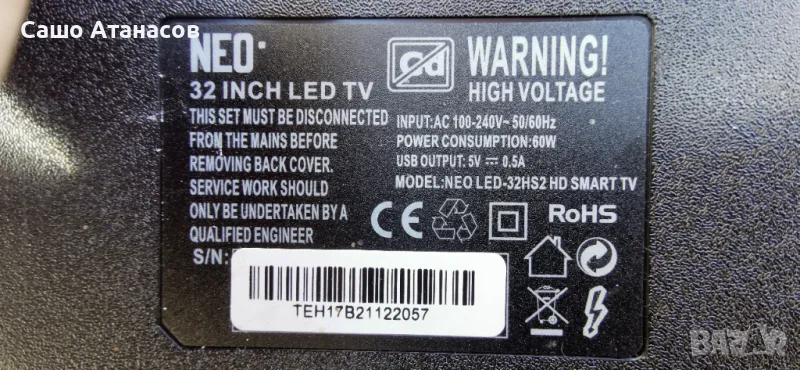 Сашо Атанасов
NEO
32 INCH LED TV
THIS SET MUST BE DISCONNECTED
FROM THE MAINS BEFORE
REMOVING BACK COVER.
SERVICE WORK SHOULD
ONLY BE UNDERTAKEN BY A
QUALIFIED ENGINEER
S/N:
TEH17B21122057
Cd
WARNING!
HIGH VOLTAGE
INPUT:AC 100-240V~ 50/60Hz
POWER CONSUMPTION:60W
USB OUTPUT: 5V ⎓ 0.5A
MODEL:NEO LED-32HS2 HD SMART TV
CE
RoHS
BAZAR